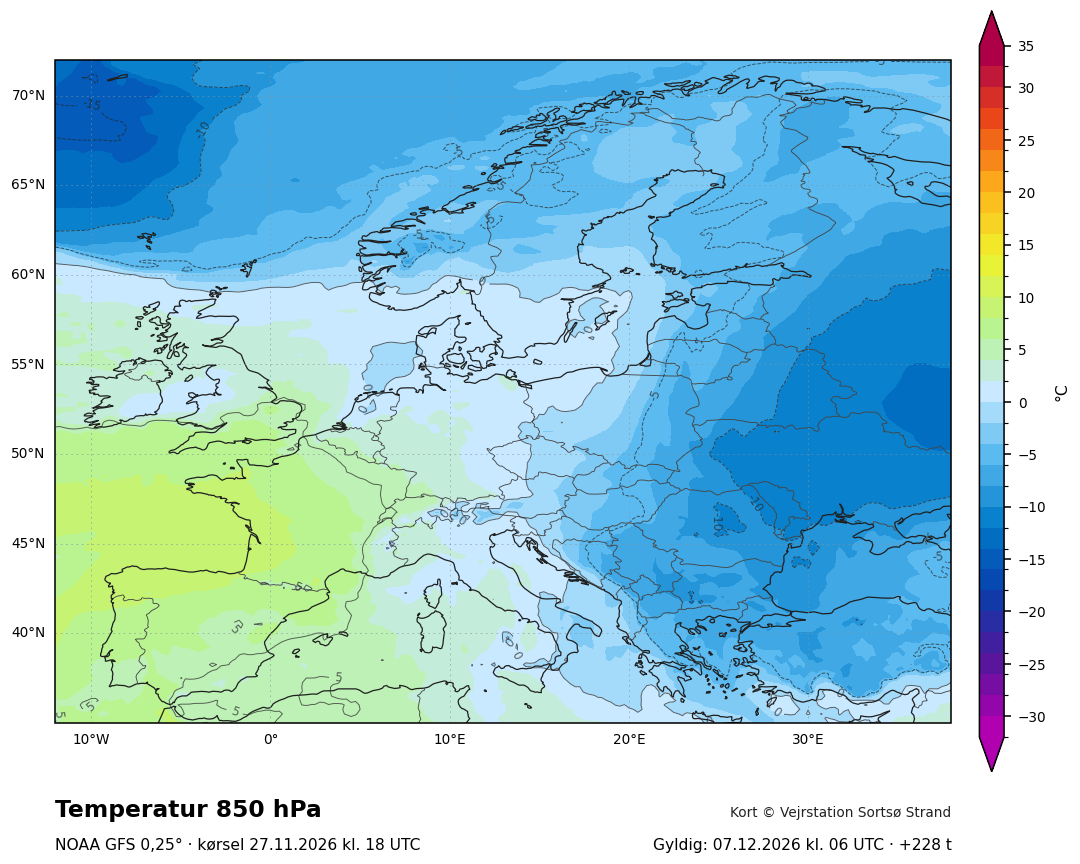 70°N
65°N
60°N
55°N
50°N
45°N
40°N
10°W
0°
10°E
20°E
30°E
35
30
25
20
15
10
5
0
−5
−10
−15
−20
−25
−30
°C
Temperatur 850 hPa
Kort © Vejrstation Sortsø Strand
NOAA GFS 0,25° · kørsel 27.11.2026 kl. 18 UTC
Gyldig: 07.12.2026 kl. 06 UTC · +228 t